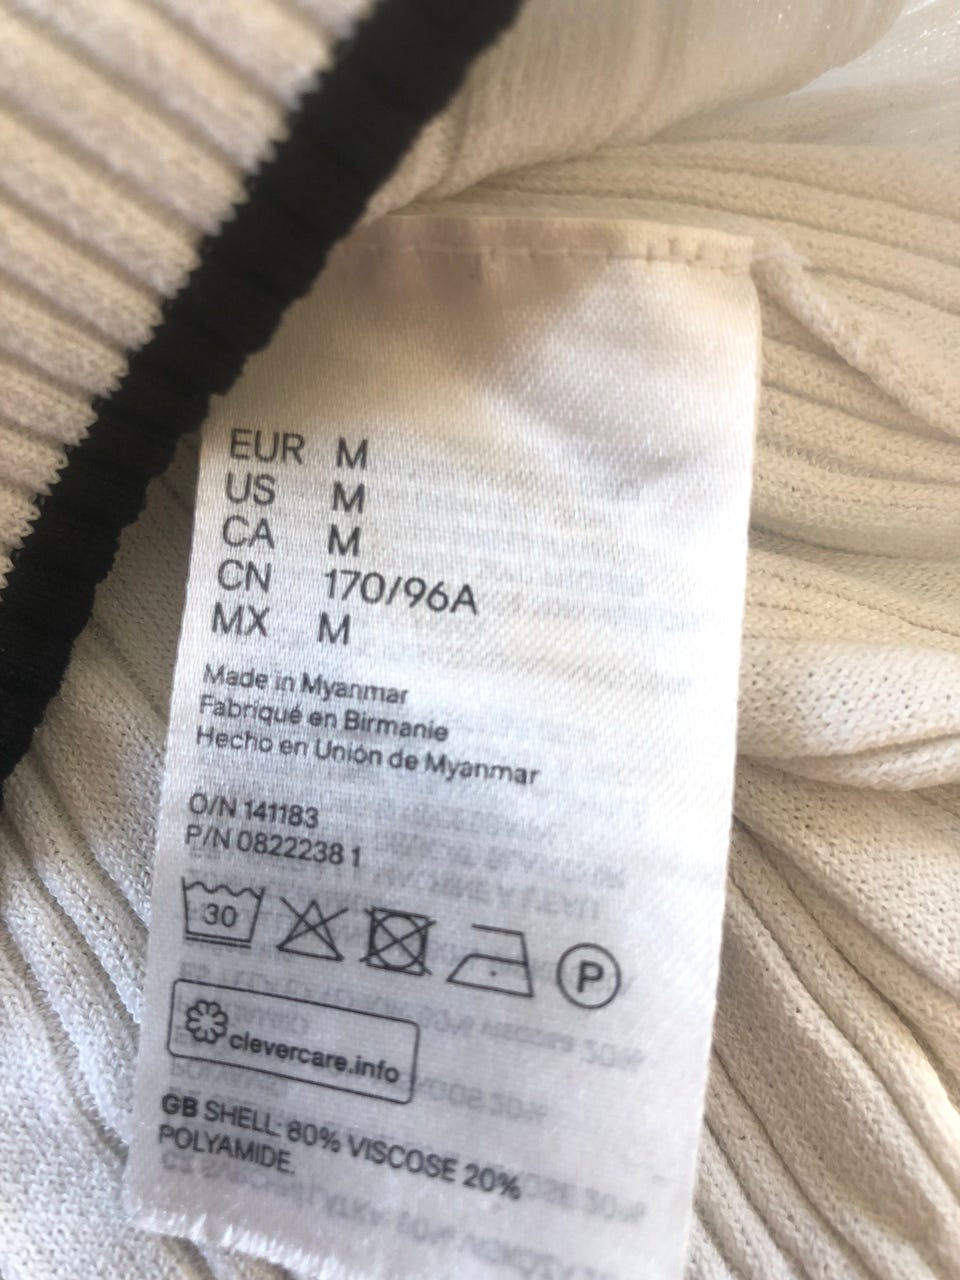 EUR M
US M
CA M
CN 170/96A
MX M
Made in Myanmar
Fabriqué en Birmanie
Hecho en Unión de Myanmar
O/N 141183
P/N 0822238 1
30
P
clevercare.info
GB SHELL: 80% VISCOSE 20%
POLYAMIDE.